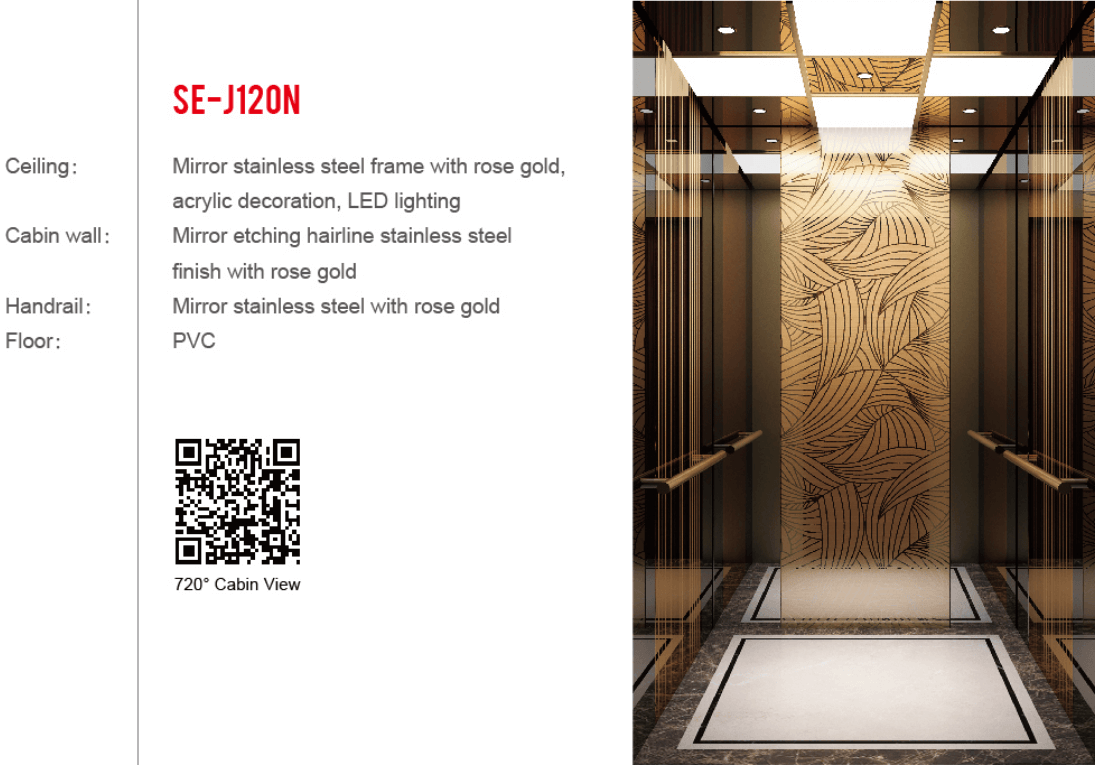 SE-J120N
Ceiling: Mirror stainless steel frame with rose gold,
acrylic decoration, LED lighting
Cabin wall: Mirror etching hairline stainless steel
finish with rose gold
Handrail: Mirror stainless steel with rose gold
Floor: PVC
720° Cabin View